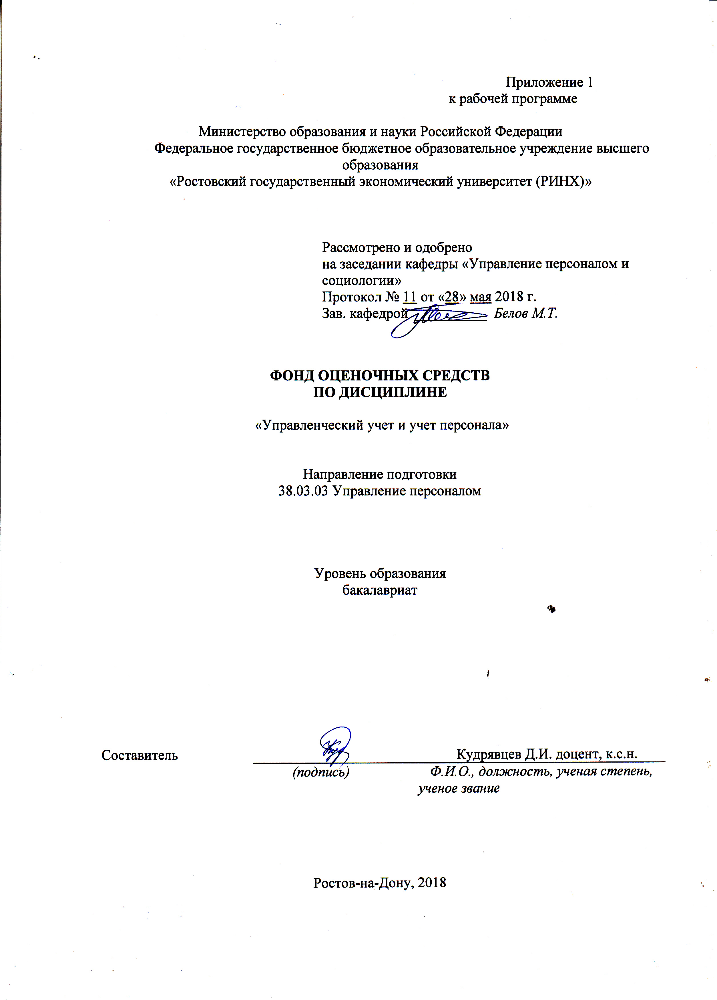 Приложение 1
к рабочей программе
Министерство образования и науки Российской Федерации
Федеральное государственное бюджетное образовательное учреждение высшего
образования
«Ростовский государственный экономический университет (РИНХ)»
Рассмотрено и одобрено
на заседании кафедры «Управление персоналом и
социологии»
Протокол № 11 от «28» мая 2018 г.
Зав. кафедрой Белов М.Т.
ФОНД ОЦЕНОЧНЫХ СРЕДСТВ
ПО ДИСЦИПЛИНЕ
«Управленческий учет и учет персонала»
Направление подготовки
38.03.03 Управление персоналом
Уровень образования
бакалавриат
Составитель Кудрявцев Д.И. доцент, к.с.н.
(подпись) Ф.И.О., должность, ученая степень,
ученое звание
Ростов-на-Дону, 2018